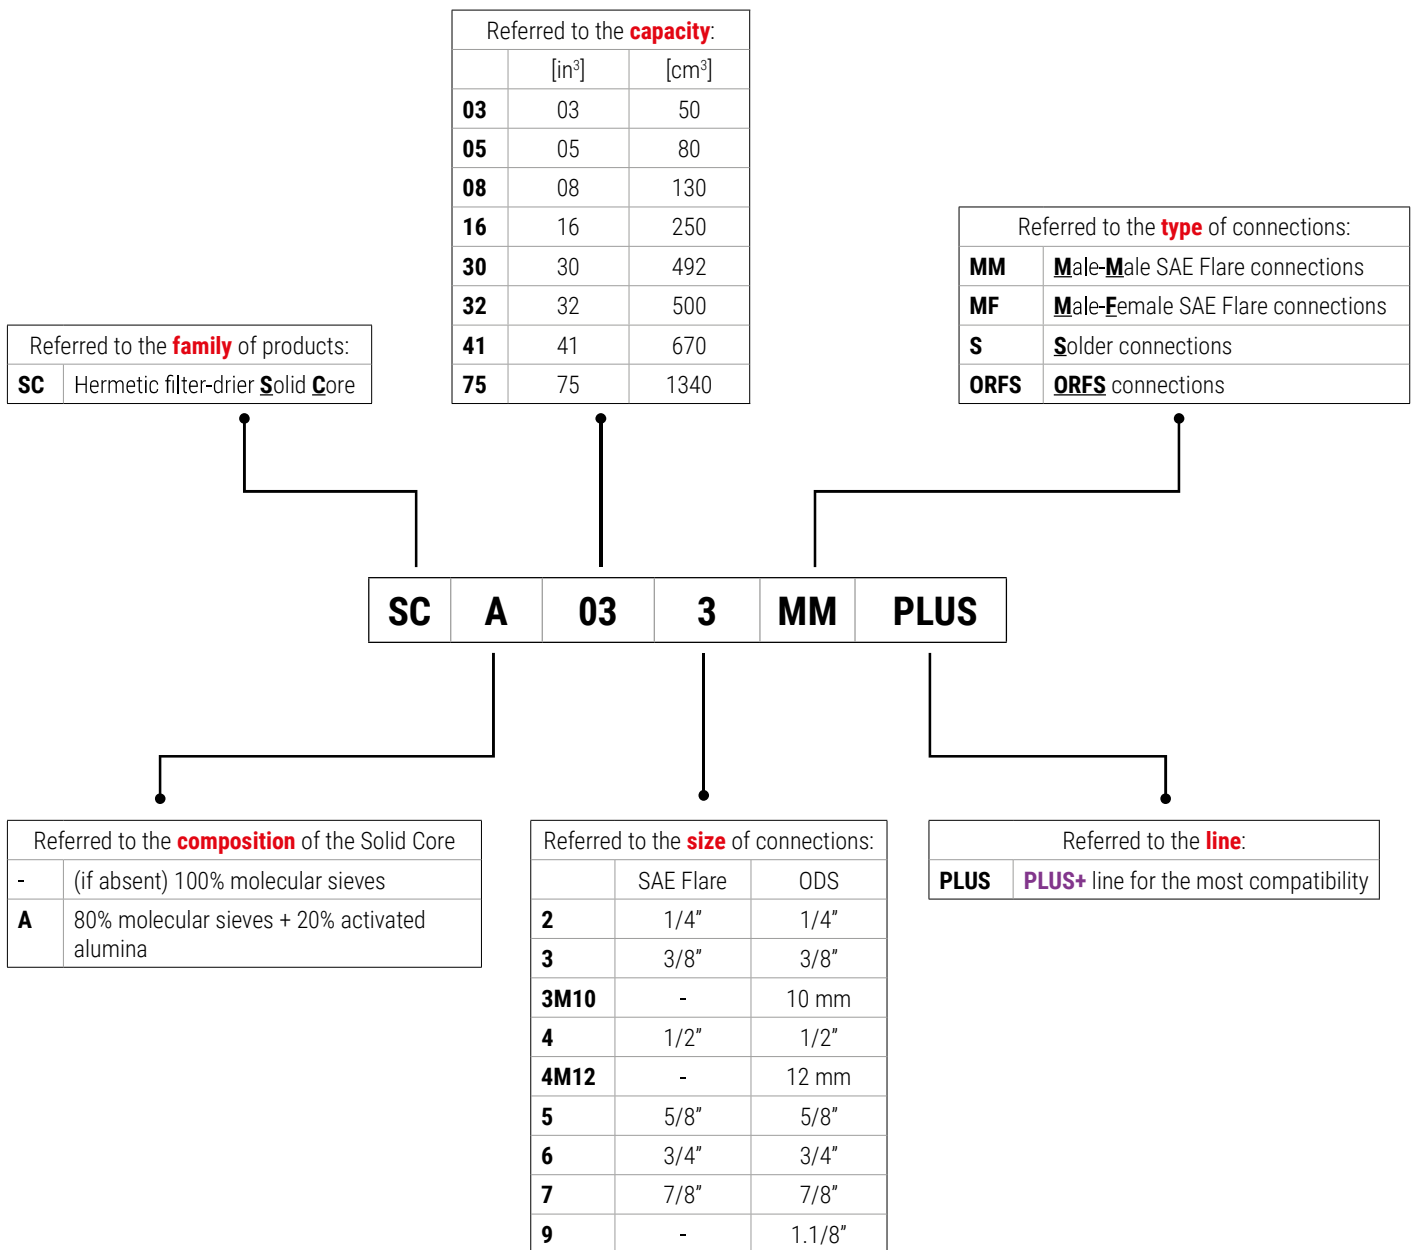 Referred to the capacity:
[in³] [cm³]
03 03 50
05 05 80
08 08 130
16 16 250
30 30 492
32 32 500
41 41 670
75 75 1340
Referred to the type of connections:
MM Male-Male SAE Flare connections
MF Male-Female SAE Flare connections
S Solder connections
ORFS ORFS connections
Referred to the family of products:
SC Hermetic filter-drier Solid Core
SC A 03 3 MM PLUS
Referred to the composition of the Solid Core
- (if absent) 100% molecular sieves
A 80% molecular sieves + 20% activated
alumina
Referred to the size of connections:
SAE Flare ODS
2 1/4" 1/4"
3 3/8" 3/8"
3M10 - 10 mm
4 1/2" 1/2"
4M12 - 12 mm
5 5/8" 5/8"
6 3/4" 3/4"
7 7/8" 7/8"
9 - 1.1/8"
Referred to the line:
PLUS PLUS+ line for the most compatibility